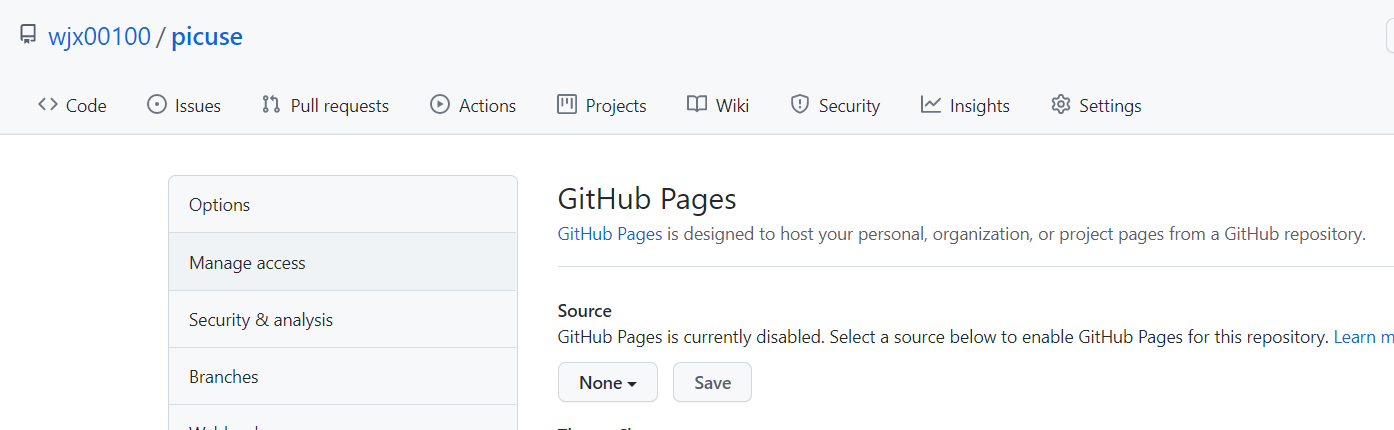 wjx00100 / picuse
Code Issues Pull requests Actions Projects Wiki Security Insights Settings
Options
Manage access
Security & analysis
Branches
GitHub Pages
GitHub Pages is designed to host your personal, organization, or project pages from a GitHub repository.
Source
GitHub Pages is currently disabled. Select a source below to enable GitHub Pages for this repository. Learn m
None Save